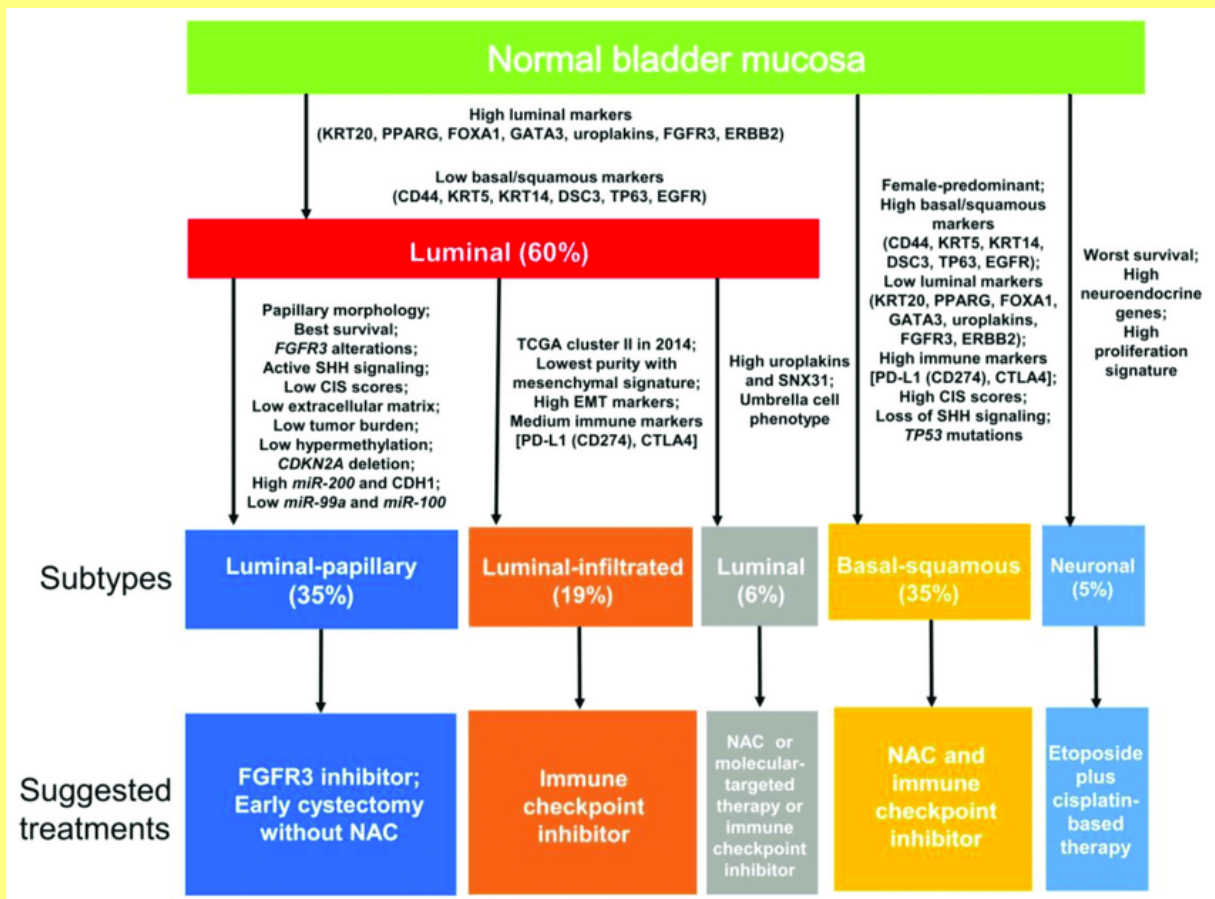 Normal bladder mucosa
High luminal markers
(KRT20, PPARG, FOXA1, GATA3, uroplakins, FGFR3, ERBB2)
Low basal/squamous markers
(CD44, KRT5, KRT14, DSC3, TP63, EGFR)
Luminal (60%)
Papillary morphology;
Best survival;
FGFR3 alterations;
Active SHH signaling;
Low CIS scores;
Low extracellular matrix;
Low tumor burden;
Low hypermethylation;
CDKN2A deletion;
High miR-200 and CDH1;
Low miR-99a and miR-100
TCGA cluster II in 2014;
Lowest purity with
mesenchymal signature;
High EMT markers;
Medium immune markers
[PD-L1 (CD274), CTLA4]
High uroplakins
and SNX31;
Umbrella cell
phenotype
Female-predominant;
High basal/squamous
markers
(CD44, KRT5, KRT14,
DSC3, TP63, EGFR);
Low luminal markers
(KRT20, PPARG, FOXA1,
GATA3, uroplakins,
FGFR3, ERBB2);
High immune markers
[PD-L1 (CD274), CTLA4];
High CIS scores;
Loss of SHH signaling;
TP53 mutations
Worst survival;
High
neuroendocrine
genes;
High
proliferation
signature
Subtypes
Luminal-papillary
(35%)
Luminal-infiltrated
(19%)
Luminal
(6%)
Basal-squamous
(35%)
Neuronal
(5%)
Suggested
treatments
FGFR3 inhibitor;
Early cystectomy
without NAC
Immune
checkpoint
inhibitor
NAC or
molecular-
targeted
therapy or
immune
checkpoint
inhibitor
NAC and
immune
checkpoint
inhibitor
Etoposide
plus
cisplatin-
based
therapy